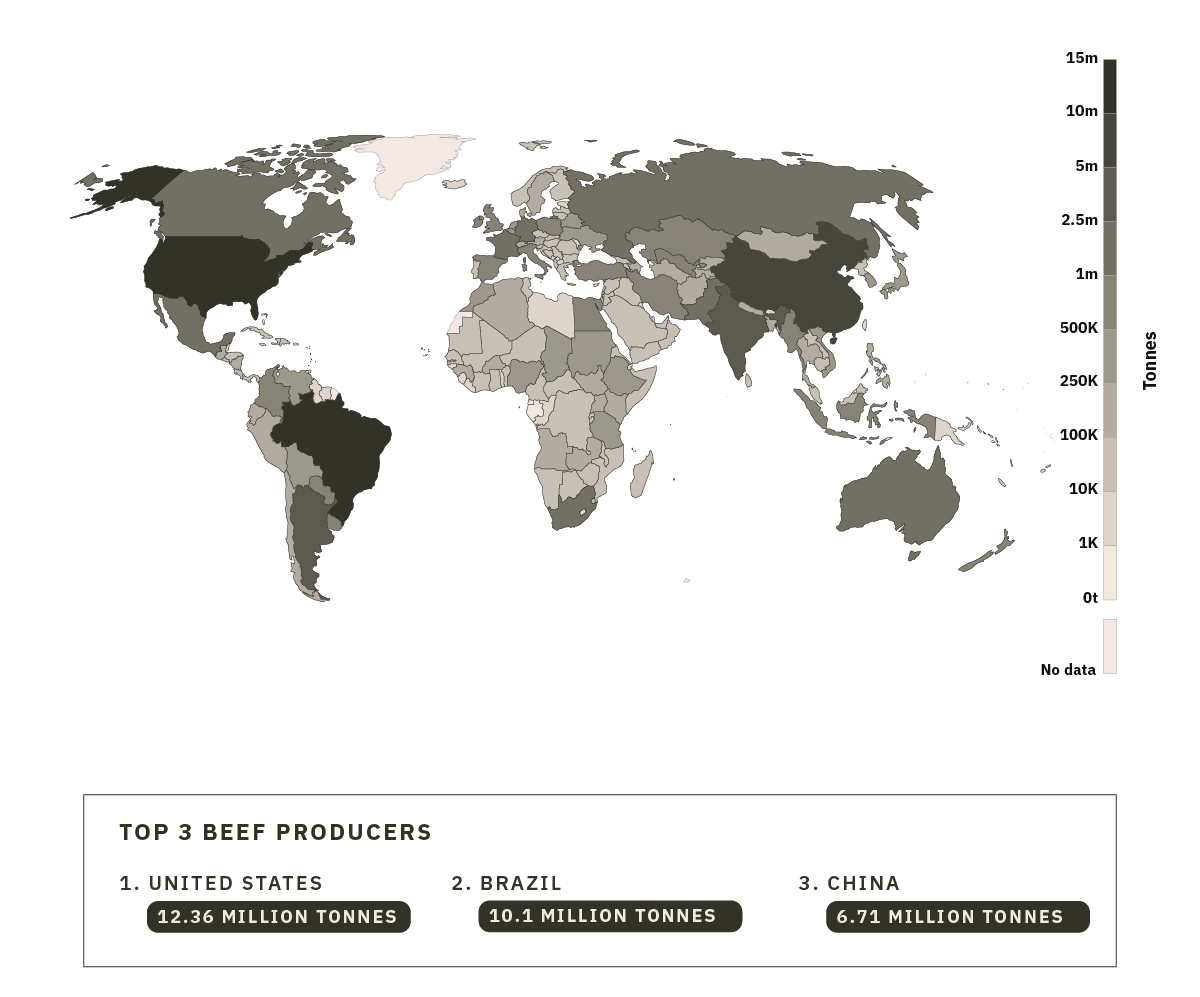 15m
10m
5m
2.5m
1m
500K
250K
100K
10K
1K
0t
No data
Tonnes
TOP 3 BEEF PRODUCERS
1. UNITED STATES
12.36 MILLION TONNES
2. BRAZIL
10.1 MILLION TONNES
3. CHINA
6.71 MILLION TONNES